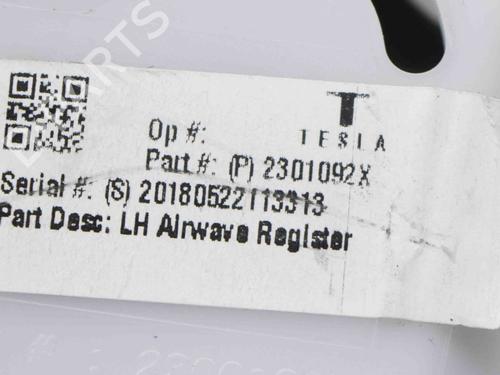 TESLA
Op #:
Part #: (P) 2301092X
Serial #: (S) 20180522113313
Part Desc: LH Airwave Register